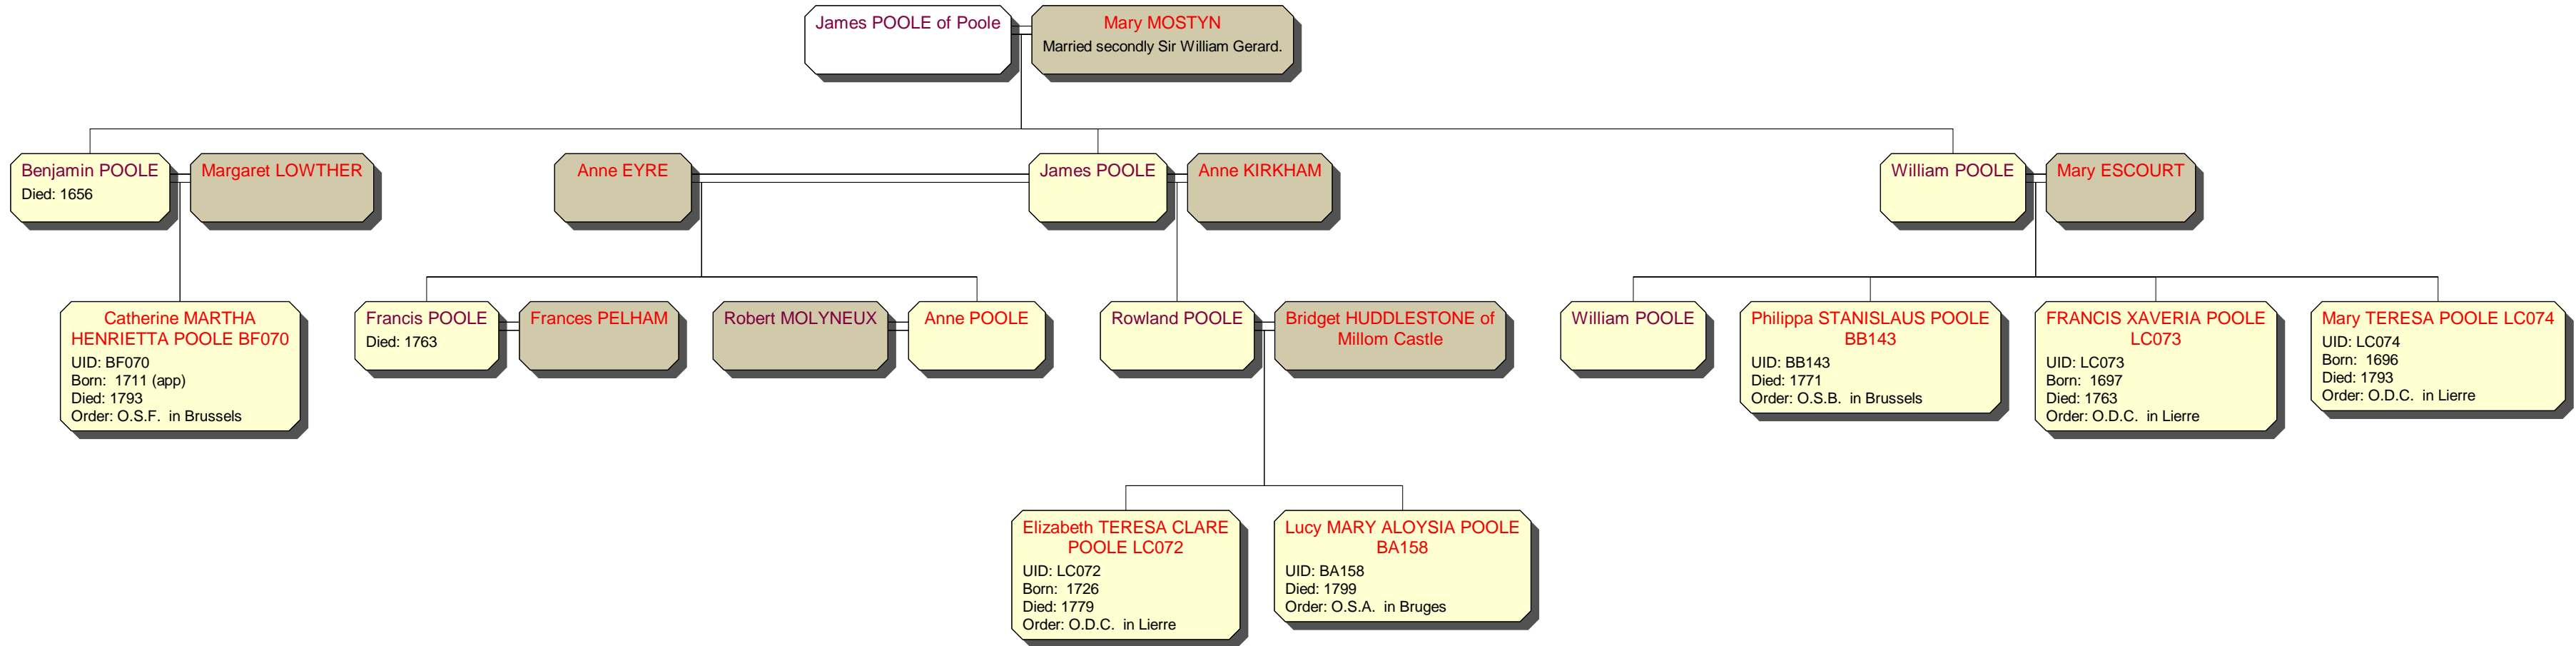 James POOLE of Poole
Mary MOSTYN
Married secondly Sir William Gerard.
Benjamin POOLE
Died: 1656
Margaret LOWTHER
Anne EYRE
James POOLE
Anne KIRKHAM
William POOLE
Mary ESCOURT
Catherine MARTHA
HENRIETTA POOLE BF070
UID: BF070
Born:  1711 (app)
Died: 1793
Order: O.S.F.  in Brussels
Francis POOLE
Died: 1763
Frances PELHAM
Robert MOLYNEUX
Anne POOLE
Rowland POOLE
Bridget HUDDLESTONE of
Millom Castle
William POOLE
Philippa STANISLAUS POOLE
BB143
UID: BB143
Died: 1771
Order: O.S.B.  in Brussels
FRANCIS XAVERIA POOLE
LC073
UID: LC073
Born:  1697
Died: 1763
Order: O.D.C.  in Lierre
Mary TERESA POOLE LC074
UID: LC074
Born:  1696
Died: 1793
Order: O.D.C.  in Lierre
Elizabeth TERESA CLARE
POOLE LC072
UID: LC072
Born:  1726
Died: 1779
Order: O.D.C.  in Lierre
Lucy MARY ALOYSIA POOLE
BA158
UID: BA158
Died: 1799
Order: O.S.A.  in Bruges